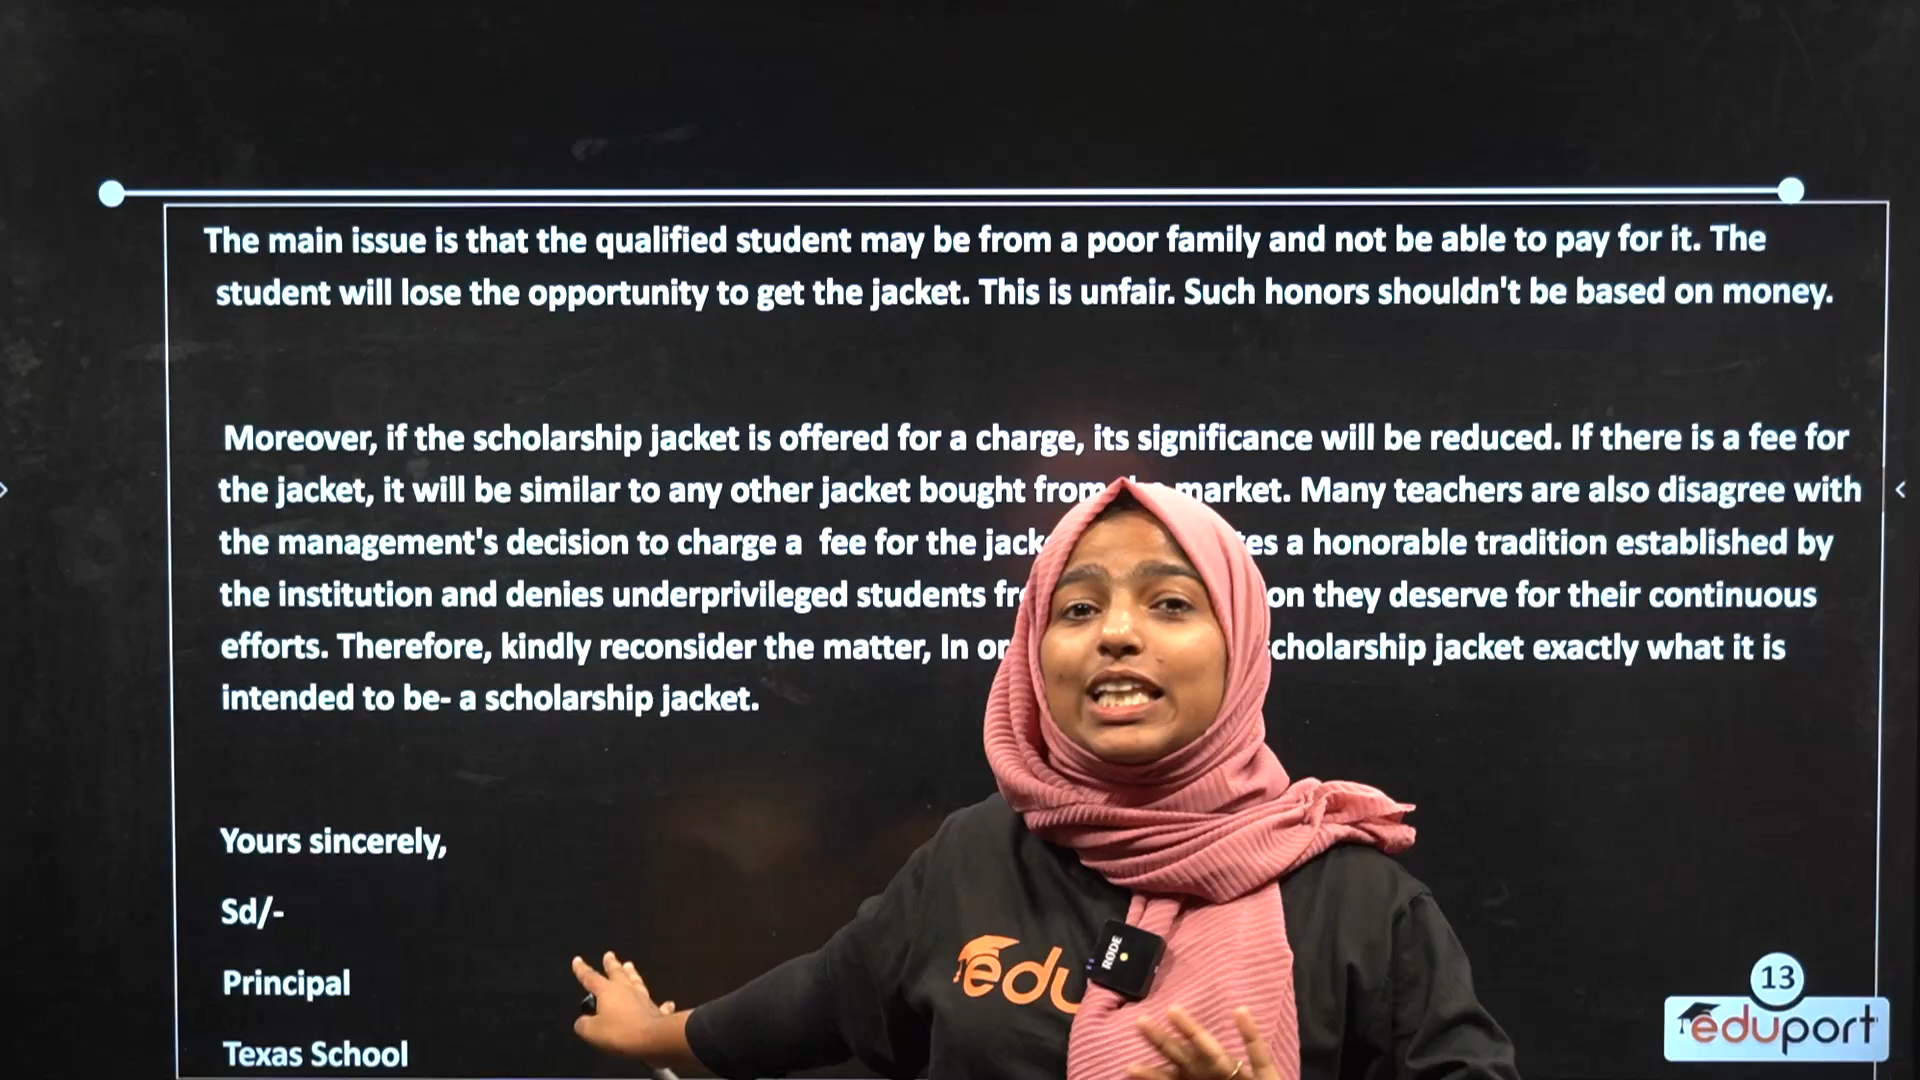 The main issue is that the qualified student may be from a poor family and not be able to pay for it. The
student will lose the opportunity to get the jacket. This is unfair. Such honors shouldn't be based on money.
Moreover, if the scholarship jacket is offered for a charge, its significance will be reduced. If there is a fee for
the jacket, it will be similar to any other jacket bought from market. Many teachers are also disagree with
the management's decision to charge a fee for the a honorable tradition established by
the institution and denies underprivileged students they deserve for their continuous
efforts. Therefore, kindly reconsider the matter, In scholarship jacket exactly what it is
intended to be- a scholarship jacket.
Yours sincerely,
Sd/-
Principal
Texas School
RØDE
edu
13
eduport